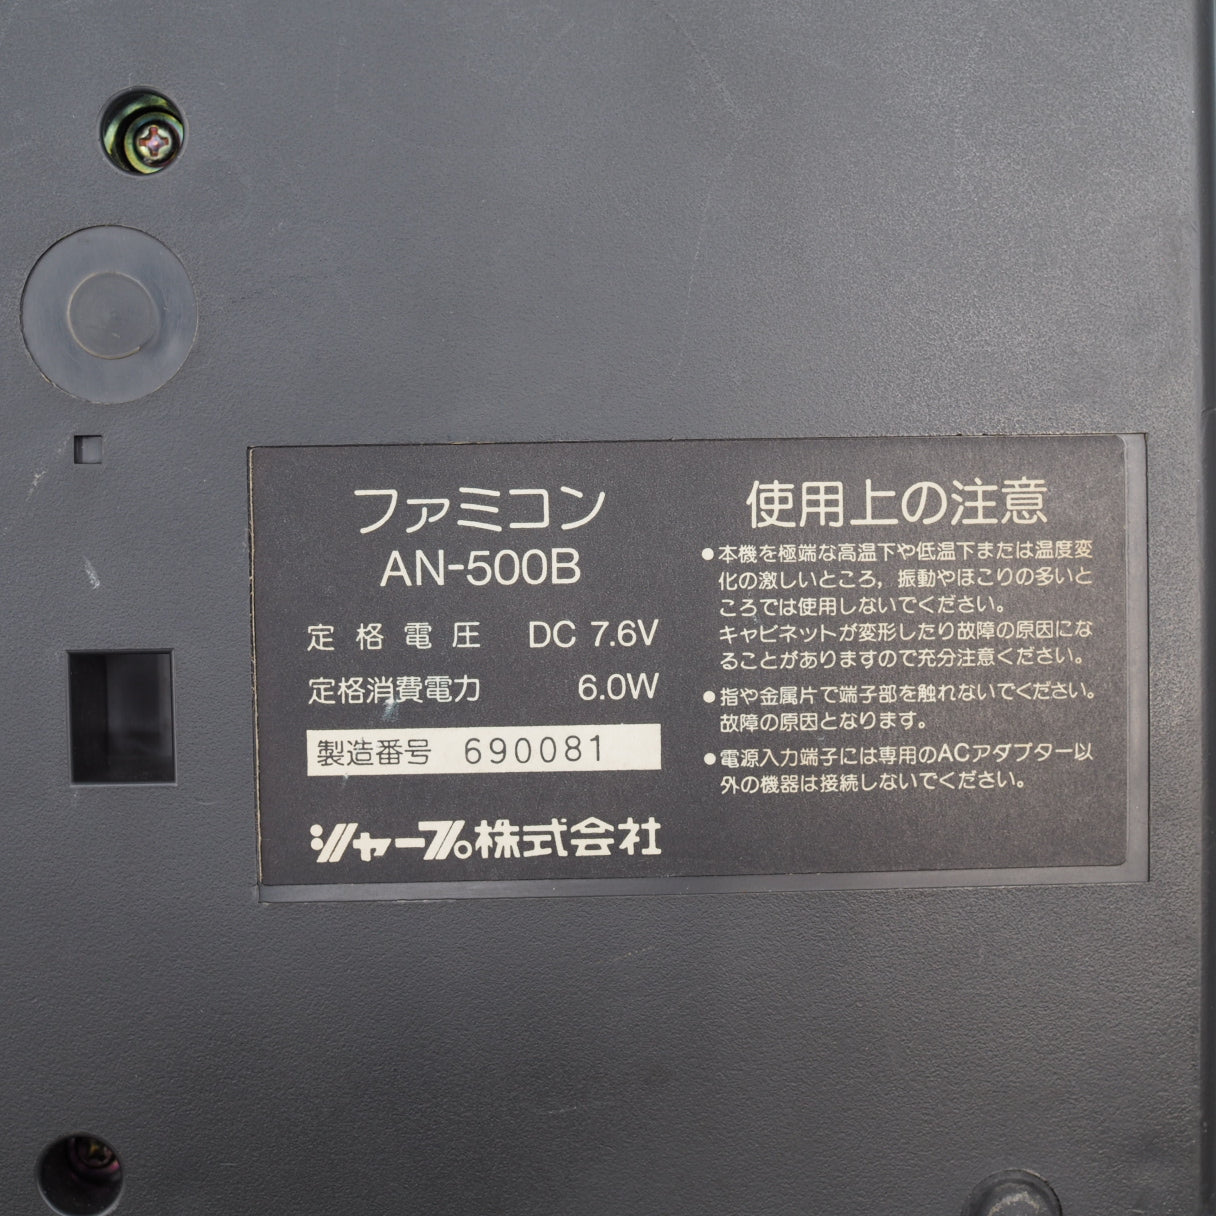 ファミコン
AN-500B
定格電圧 DC 7.6V
定格消費電力 6.0W
製造番号 690081
シャープ株式会社
使用上の注意
●本機を極端な高温下や低温下または温度変
化の激しいところ，振動やほこりの多いと
ころでは使用しないでください。
キャビネットが変形したり故障の原因にな
ることがありますので充分注意ください。
●指や金属片で端子部を触れないでください。
故障の原因となります。
●電源入力端子には専用のACアダプター以
外の機器は接続しないでください。